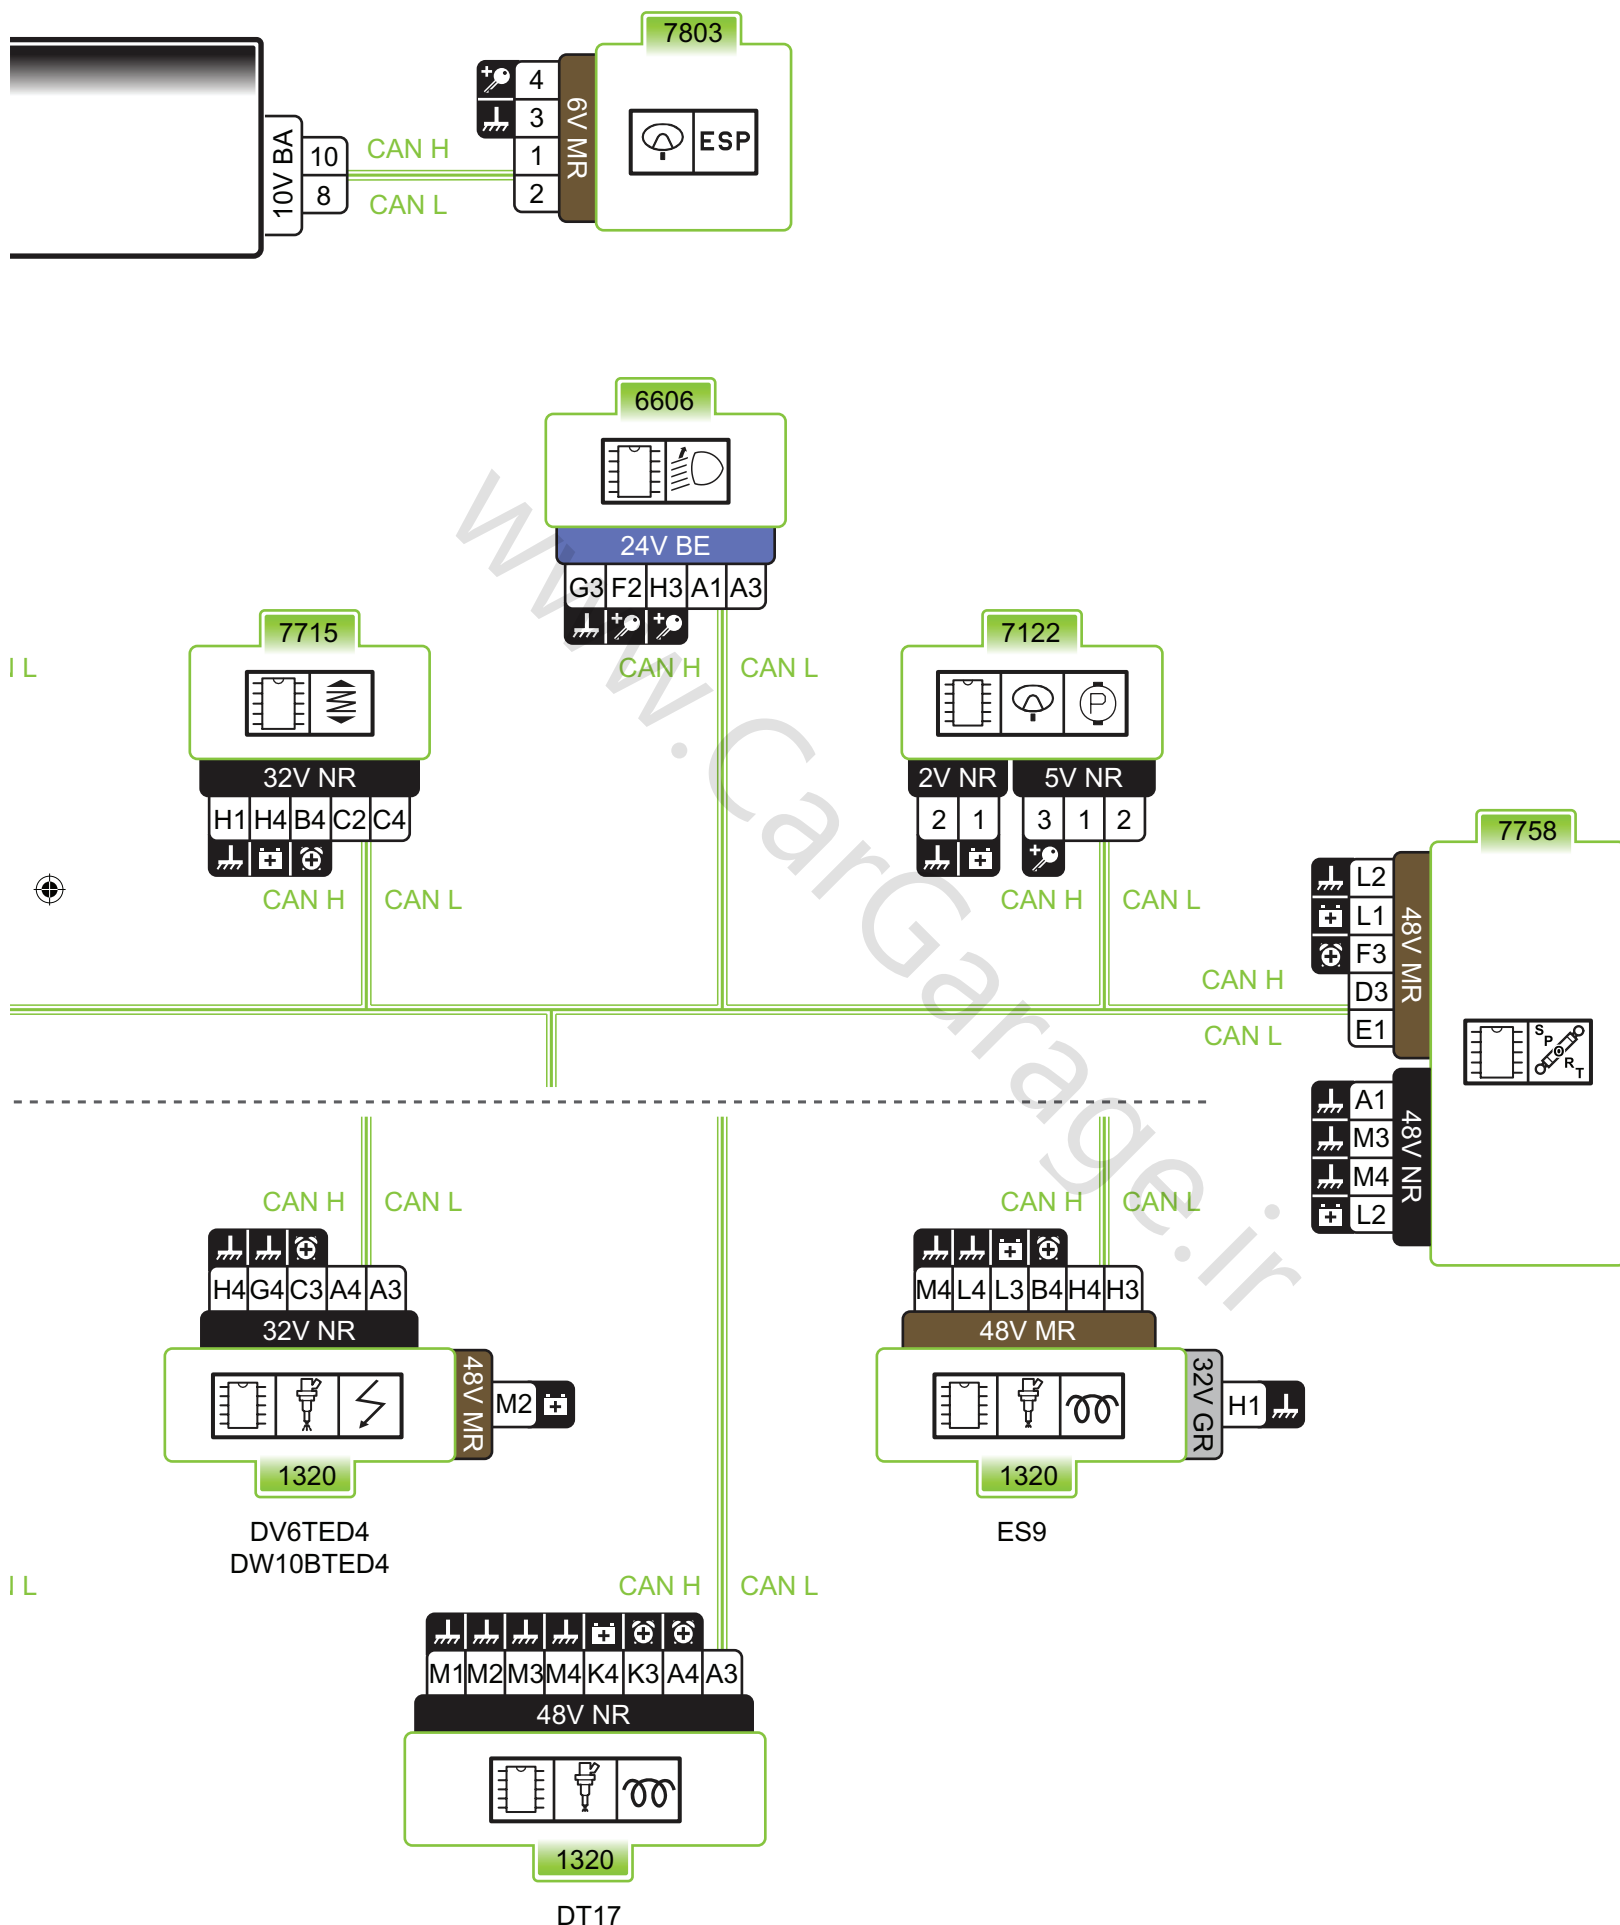 7803
4
3
1
2
6V MR
ESP
10V BA
10
8
CAN H
CAN L
6606
24V BE
G3 F2 H3 A1 A3
CAN H CAN L
7715
32V NR
H1 H4 B4 C2 C4
CAN H CAN L
7122
P
2V NR 5V NR
2 1 3 1 2
CAN H CAN L
L
7758
L2
L1
F3
D3
E1
48V MR
CAN H
CAN L
SPORT
A1
M3
M4
L2
48V NR
CAN H CAN L
H4 G4 C3 A4 A3
32V NR
48V MR
M2
1320
DV6TED4
DW10BTED4
CAN H CAN L
M4 L4 L3 B4 H4 H3
48V MR
32V GR
H1
1320
ES9
L
CAN H CAN L
M1 M2 M3 M4 K4 K3 A4 A3
48V NR
1320
DT17
www.CarGarage.ir